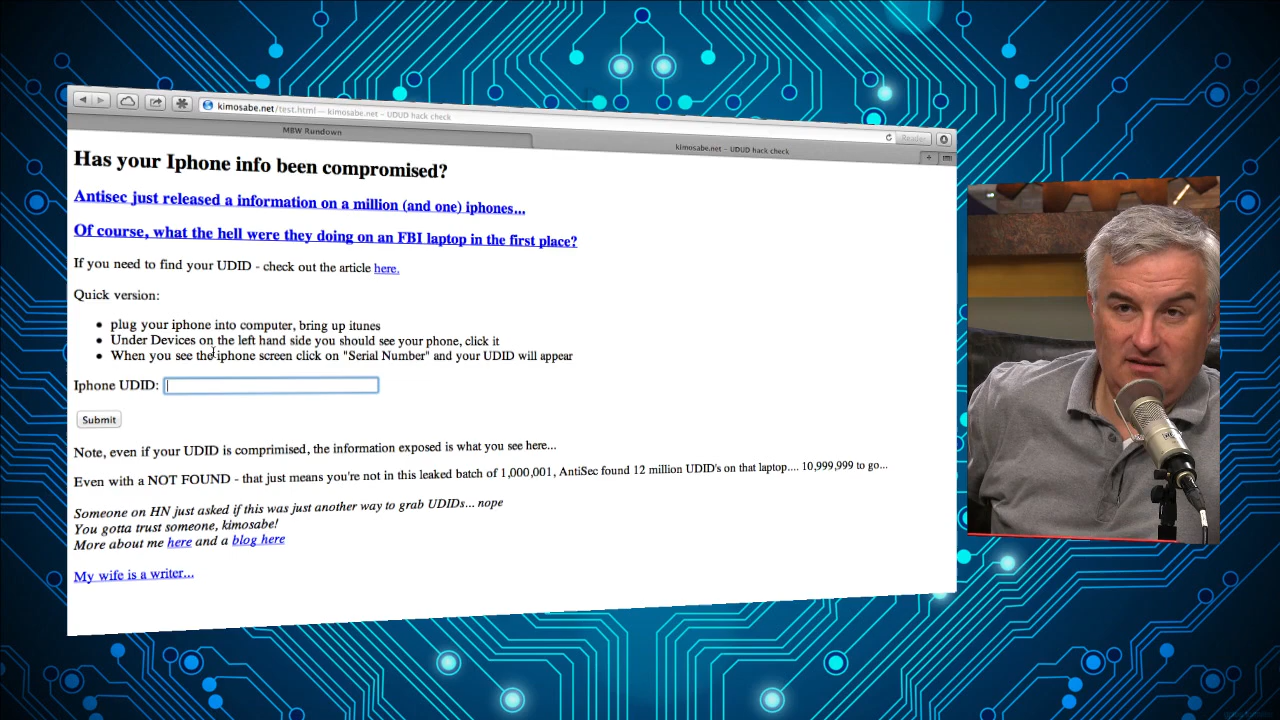 kimosabe.net/test.html — kimosabe.net - UDUD hack check
Reader
MBW Rundown
kimosabe.net - UDUD hack check
Has your Iphone info been compromised?
Antisec just released a information on a million (and one) iphones...
Of course, what the hell were they doing on an FBI laptop in the first place?
If you need to find your UDID - check out the article here.
Quick version:
• plug your iphone into computer, bring up itunes
• Under Devices on the left hand side you should see your phone, click it
• When you see the iphone screen click on "Serial Number" and your UDID will appear
Iphone UDID:
Submit
Note, even if your UDID is comprimised, the information exposed is what you see here...
Even with a NOT FOUND - that just means you're not in this leaked batch of 1,000,001, AntiSec found 12 million UDID's on that laptop.... 10,999,999 to go...
Someone on HN just asked if this was just another way to grab UDIDs... nope
You gotta trust someone, kimosabe!
More about me here and a blog here
My wife is a writer...